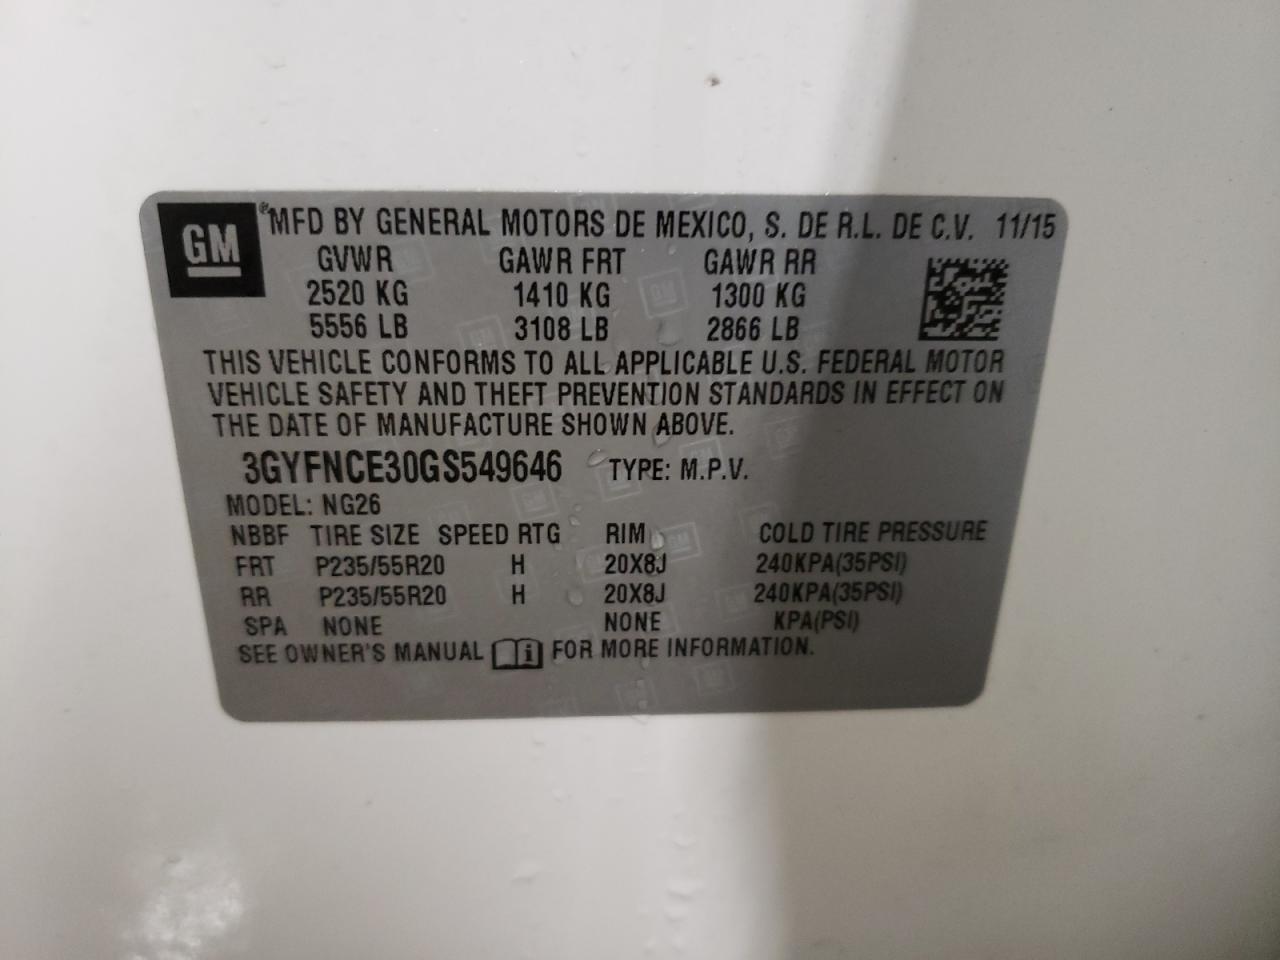 GM ® MFD BY GENERAL MOTORS DE MEXICO, S. DE R.L. DE C.V. 11/15
GVWR GAWR FRT GAWR RR
2520 KG 1410 KG 1300 KG
5556 LB 3108 LB 2866 LB
THIS VEHICLE CONFORMS TO ALL APPLICABLE U.S. FEDERAL MOTOR
VEHICLE SAFETY AND THEFT PREVENTION STANDARDS IN EFFECT ON
THE DATE OF MANUFACTURE SHOWN ABOVE.
3GYFNCE30GS549646 TYPE: M.P.V.
MODEL: NG26
NBBF TIRE SIZE SPEED RTG RIM COLD TIRE PRESSURE
FRT P235/55R20 H 20X8J 240KPA(35PSI)
RR P235/55R20 H 20X8J 240KPA(35PSI)
SPA NONE NONE KPA(PSI)
SEE OWNER'S MANUAL i FOR MORE INFORMATION.